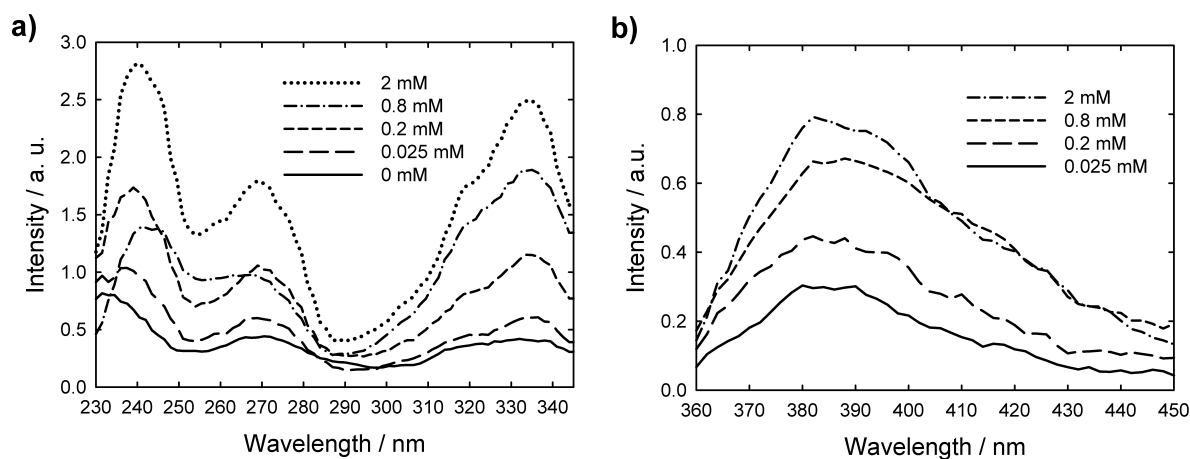 a)
3.0
2.5
2.0
1.5
1.0
0.5
0.0
Intensity / a. u.
2 mM
0.8 mM
0.2 mM
0.025 mM
0 mM
230 240 250 260 270 280 290 300 310 320 330 340
Wavelength / nm
b)
1.0
0.8
0.6
0.4
0.2
0.0
Intensity / a.u.
2 mM
0.8 mM
0.2 mM
0.025 mM
360 370 380 390 400 410 420 430 440 450
Wavelength / nm